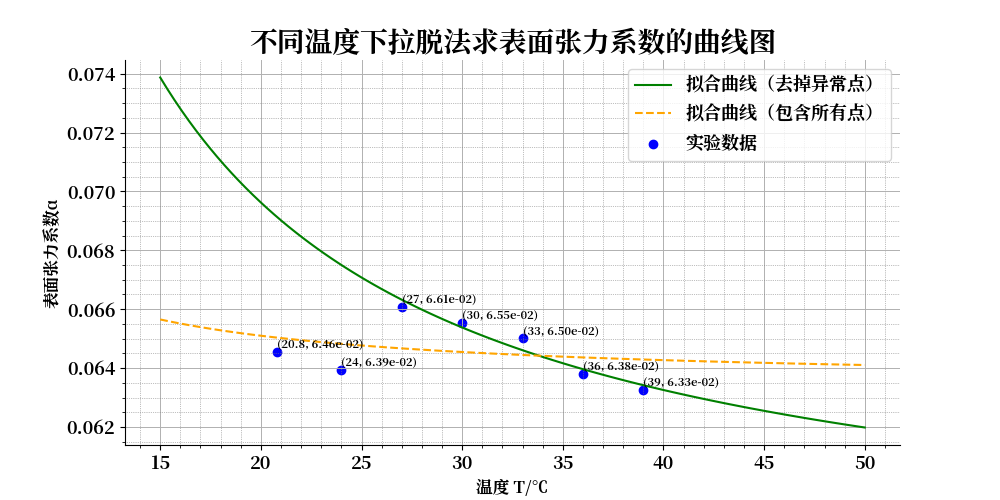 不同温度下拉脱法求表面张力系数的曲线图
0.074
0.072
0.070
0.068
0.066
0.064
0.062
表面张力系数α
拟合曲线（去掉异常点）
拟合曲线（包含所有点）
实验数据
(20.8, 6.46e-02)
(24, 6.39e-02)
(27, 6.61e-02)
(30, 6.55e-02)
(33, 6.50e-02)
(36, 6.38e-02)
(39, 6.33e-02)
15 20 25 30 35 40 45 50
温度 T/℃